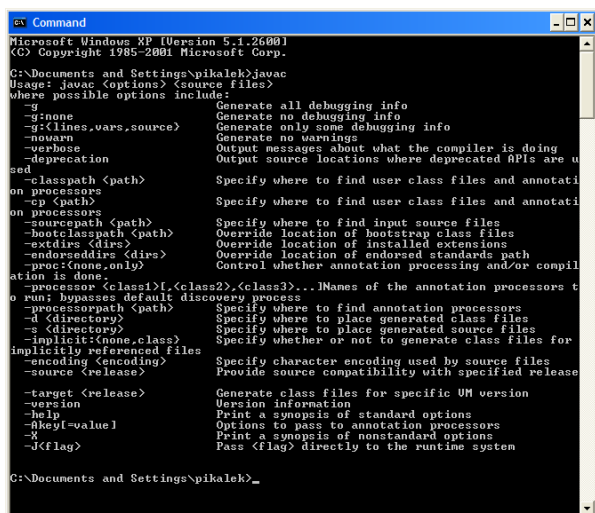 Command
Microsoft Windows XP [Version 5.1.2600]
(C) Copyright 1985-2001 Microsoft Corp.
C:\Documents and Settings\pikalek>javac
Usage: javac <options> <source files>
where possible options include:
-g Generate all debugging info
-g:none Generate no debugging info
-g:{lines,vars,source} Generate only some debugging info
-nowarn Generate no warnings
-verbose Output messages about what the compiler is doing
-deprecation Output source locations where deprecated APIs are u
sed
-classpath <path> Specify where to find user class files and annotati
on processors
-cp <path> Specify where to find user class files and annotati
on processors
-sourcepath <path> Specify where to find input source files
-bootclasspath <path> Override location of bootstrap class files
-extdirs <dirs> Override location of installed extensions
-endorseddirs <dirs> Override location of endorsed standards path
-proc:{none,only} Control whether annotation processing and/or compil
ation is done.
-processor <class1>[,<class2>,<class3>...]Names of the annotation processors t
o run; bypasses default discovery process
-processorpath <path> Specify where to find annotation processors
-d <directory> Specify where to place generated class files
-s <directory> Specify where to place generated source files
-implicit:{none,class} Specify whether or not to generate class files for
implicitly referenced files
-encoding <encoding> Specify character encoding used by source files
-source <release> Provide source compatibility with specified release
-target <release> Generate class files for specific VM version
-version Version information
-help Print a synopsis of standard options
-Akey[=value] Options to pass to annotation processors
-X Print a synopsis of nonstandard options
-J<flag> Pass <flag> directly to the runtime system
C:\Documents and Settings\pikalek>_